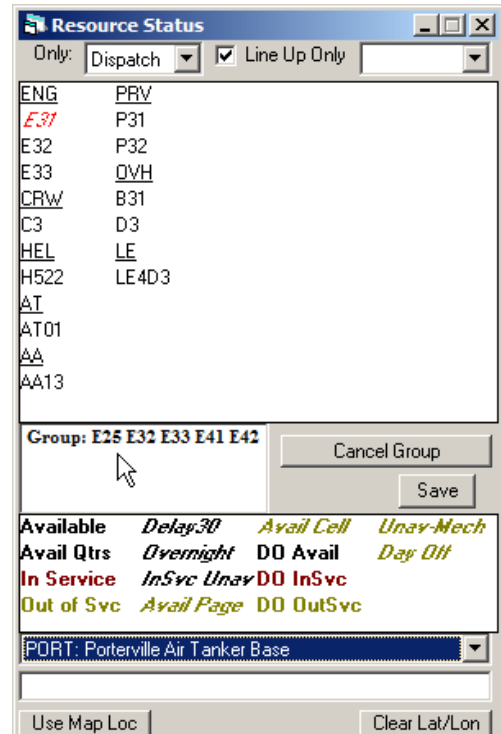 Resource Status
Only: Dispatch Line Up Only
ENG PRV
E31 P31
E32 P32
E33 OVH
CRW B31
C3 D3
HEL LE
H522 LE4D3
AT
AT01
AA
AA13
Group: E25 E32 E33 E41 E42
Cancel Group
Save
Available Delay30 Avail Cell Unav-Mech
Avail Qtrs Overnight DO Avail Day Off
In Service InSvc Unav DO InSvc
Out of Svc Avail Page DO OutSvc
PORT: Porterville Air Tanker Base
Use Map Loc Clear Lat/Lon